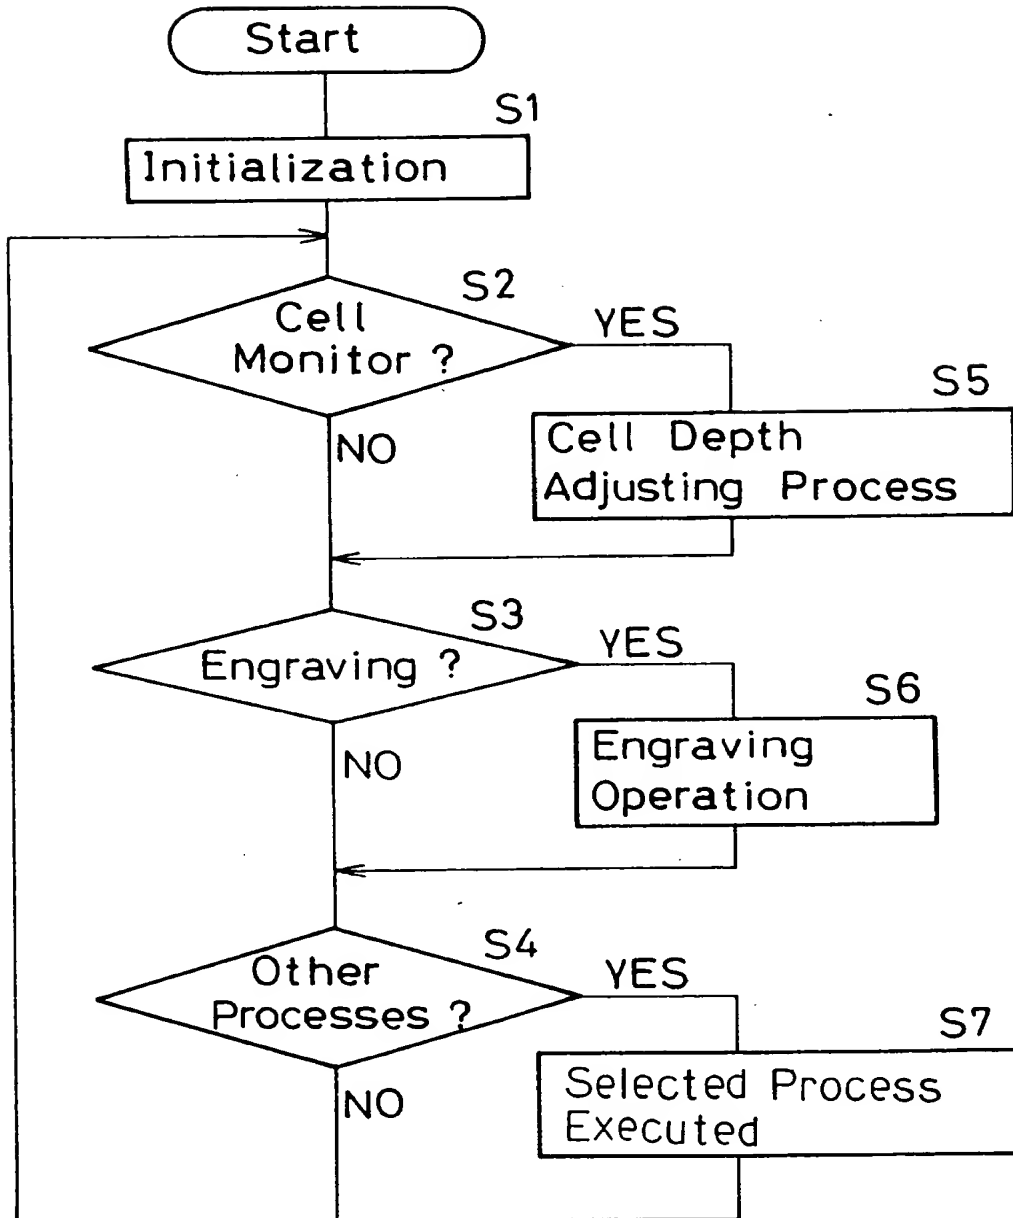 Start
S1
Initialization
S2
Cell
Monitor ?
YES
NO
S5
Cell Depth
Adjusting Process
S3
Engraving ?
YES
NO
S6
Engraving
Operation
S4
Other
Processes ?
YES
NO
S7
Selected Process
Executed